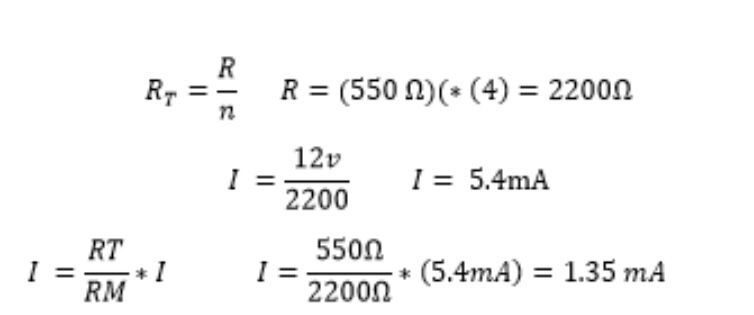 R_T = R/n    R = (550 Ω)(* (4) = 2200Ω
I = 12v/2200    I = 5.4mA
I = RT/RM * I    I = 550Ω/2200Ω * (5.4mA) = 1.35 mA